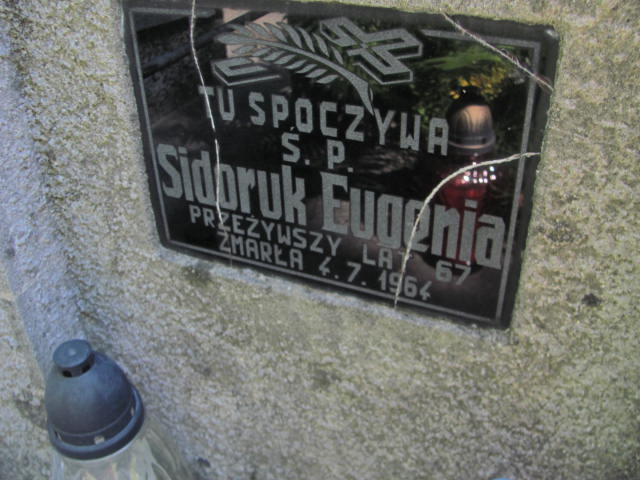 TU SPOCZYWA
Ś. P.
Sidoruk Eugenia
PRZEŻYWSZY LAT 67
ZMARŁA 4.7.1964